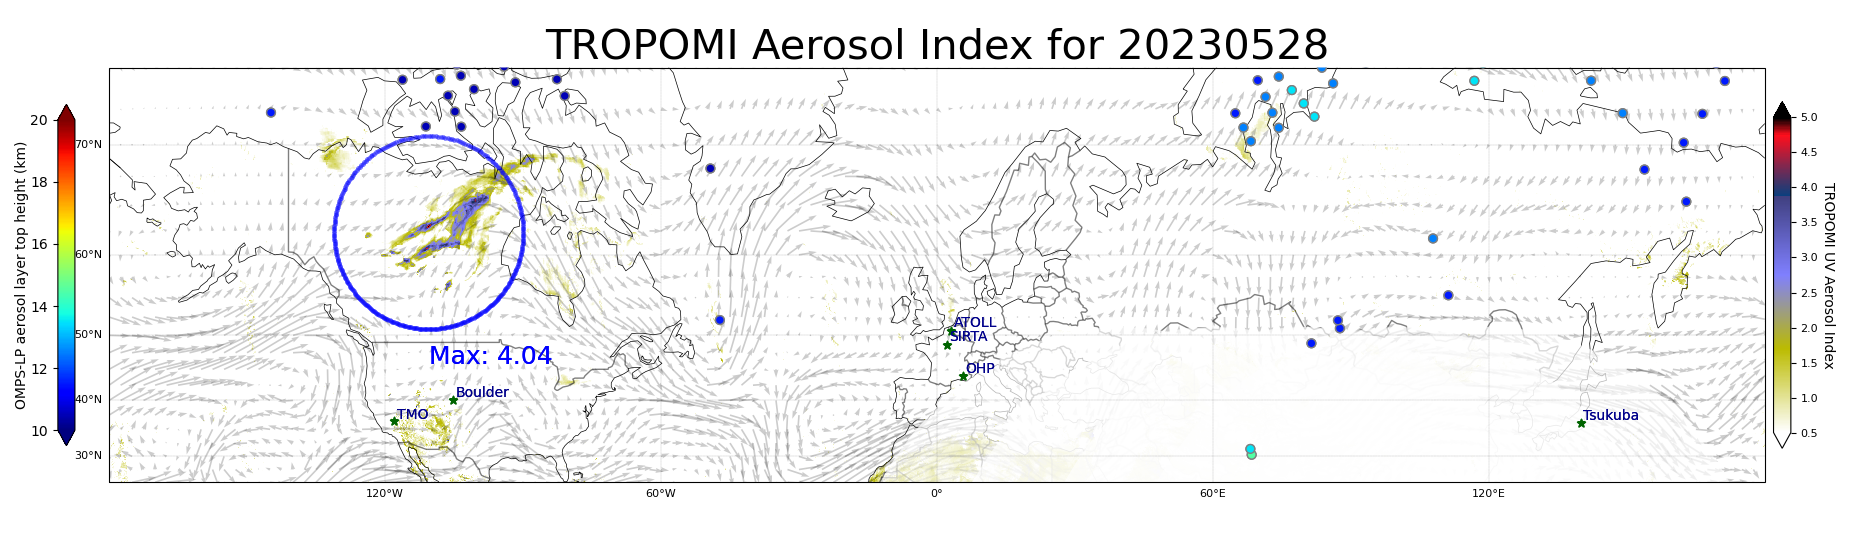 TROPOMI Aerosol Index for 20230528
OMPS-LP aerosol layer top height (km)
20
18
16
14
12
10
70°N
60°N
50°N
40°N
30°N
120°W
60°W
0°
60°E
120°E
Max: 4.04
Boulder
TMO
ATOLL
SIRTA
OHP
Tsukuba
5.0
4.5
4.0
3.5
3.0
2.5
2.0
1.5
1.0
0.5
TROPOMI UV Aerosol Index